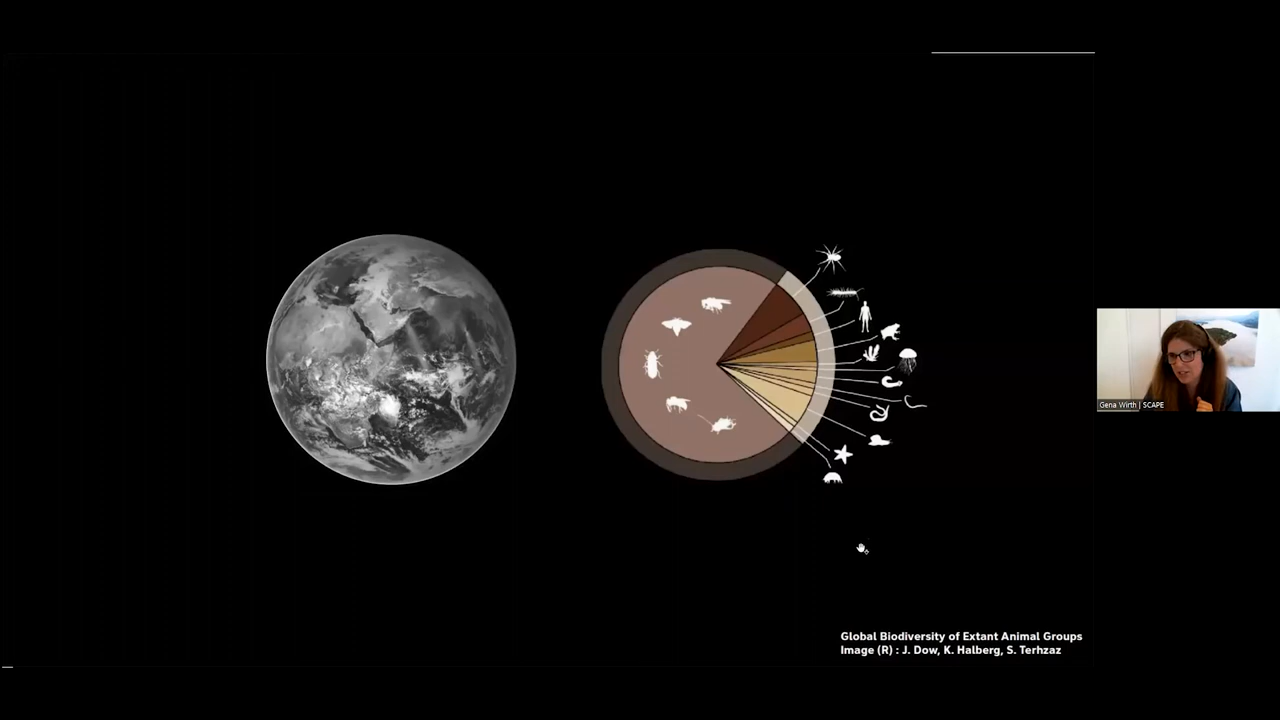 Gena Wirth | SCAPE
Global Biodiversity of Extant Animal Groups
Image (R) : J. Dow, K. Halberg, S. Terhzaz